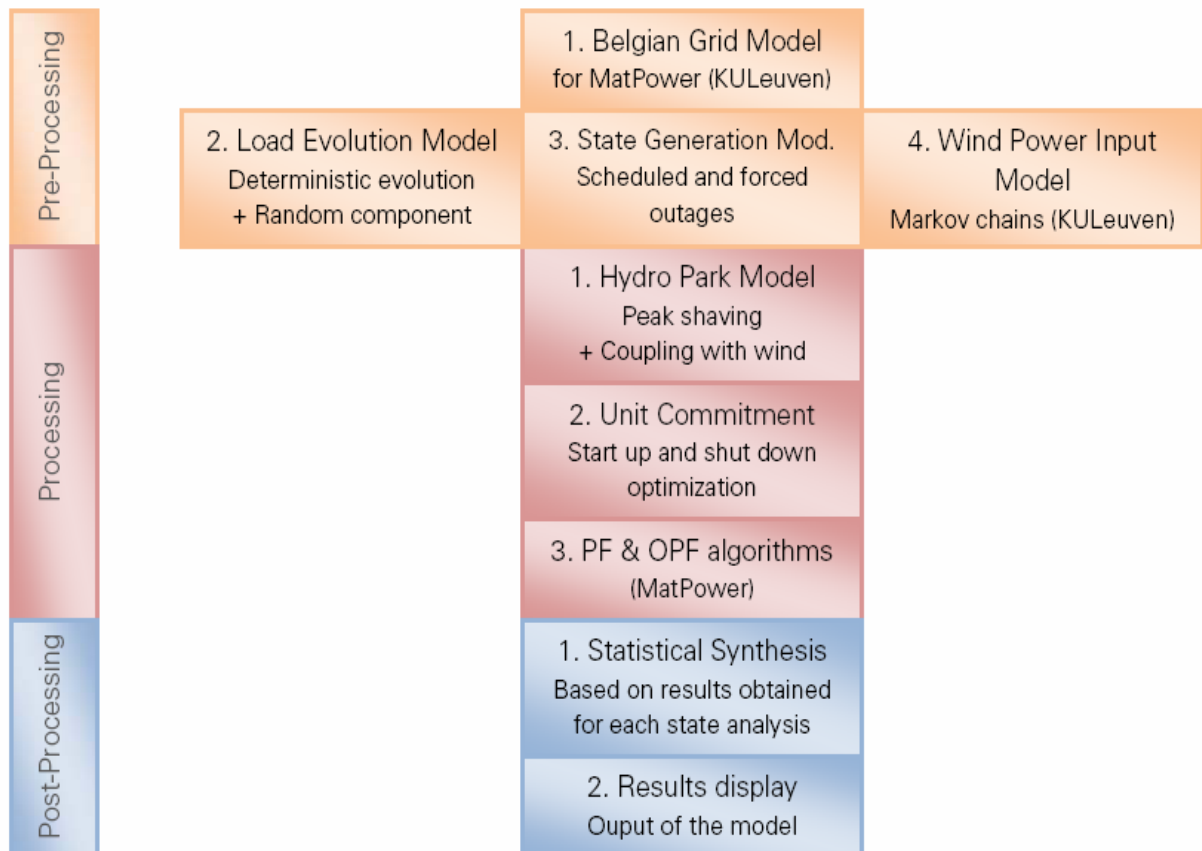 Pre-Processing
1. Belgian Grid Model
for MatPower (KULeuven)
2. Load Evolution Model
Deterministic evolution
+ Random component
3. State Generation Mod.
Scheduled and forced
outages
4. Wind Power Input
Model
Markov chains (KULeuven)
Processing
1. Hydro Park Model
Peak shaving
+ Coupling with wind
2. Unit Commitment
Start up and shut down
optimization
3. PF & OPF algorithms
(MatPower)
Post-Processing
1. Statistical Synthesis
Based on results obtained
for each state analysis
2. Results display
Ouput of the model